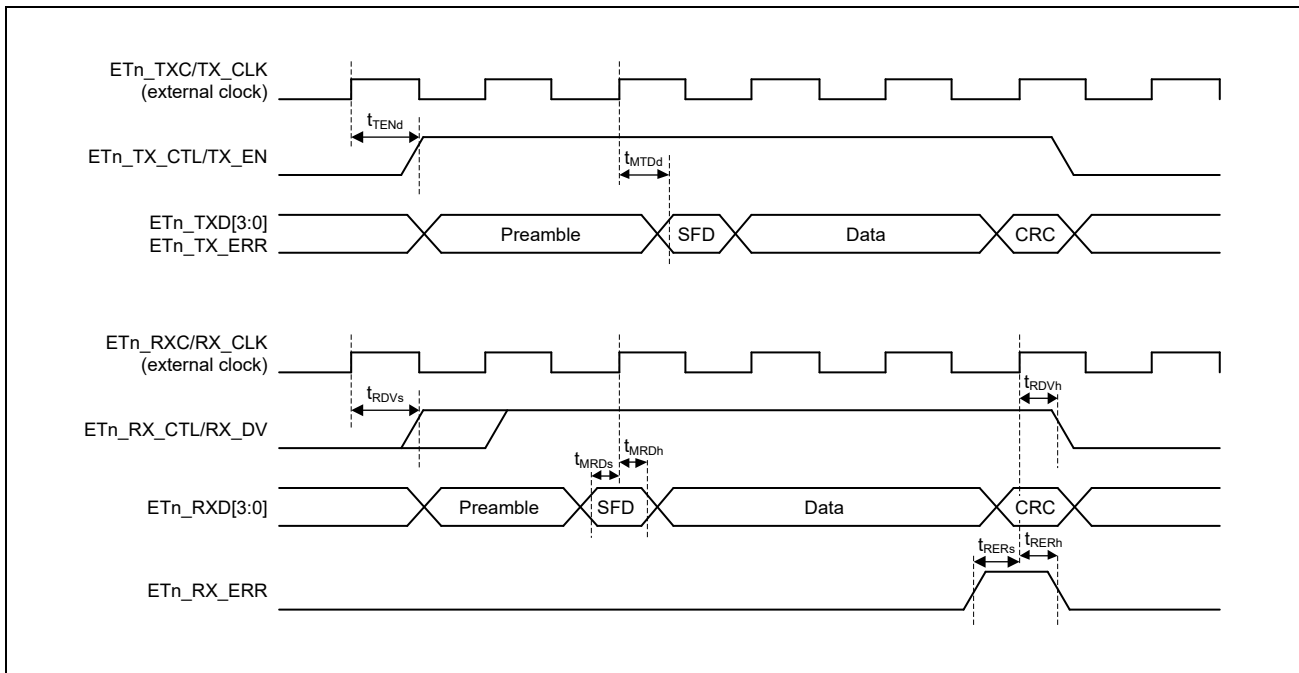 ETn_TXC/TX_CLK
(external clock)
tTENd
ETn_TX_CTL/TX_EN
tMTDd
ETn_TXD[3:0]
ETn_TX_ERR
Preamble SFD Data CRC
ETn_RXC/RX_CLK
(external clock)
tRDVs tRDVh
ETn_RX_CTL/RX_DV
tMRDs tMRDh
ETn_RXD[3:0] Preamble SFD Data CRC
tRERs tRERh
ETn_RX_ERR